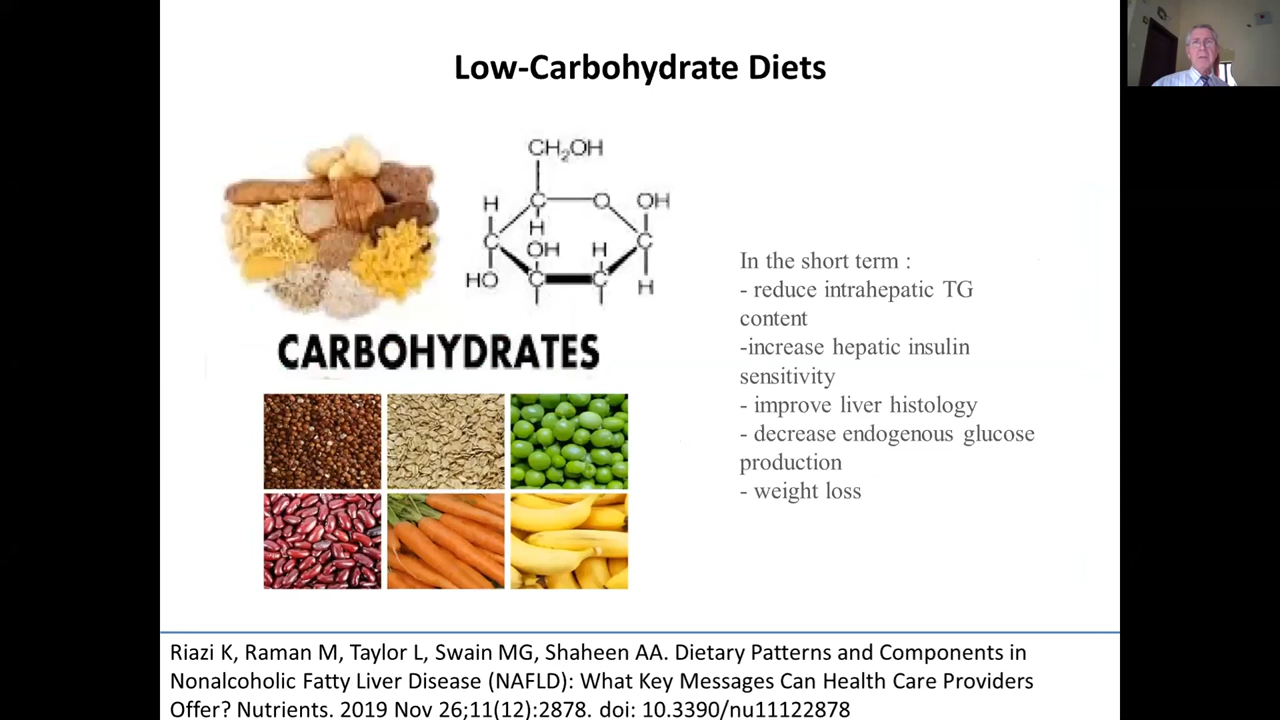 Low-Carbohydrate Diets
CH₂OH
H
C
O
OH
H
C
OH
H
C
HO
C
C
H
CARBOHYDRATES
In the short term :
- reduce intrahepatic TG
content
-increase hepatic insulin
sensitivity
- improve liver histology
- decrease endogenous glucose
production
- weight loss
Riazi K, Raman M, Taylor L, Swain MG, Shaheen AA. Dietary Patterns and Components in
Nonalcoholic Fatty Liver Disease (NAFLD): What Key Messages Can Health Care Providers
Offer? Nutrients. 2019 Nov 26;11(12):2878. doi: 10.3390/nu11122878